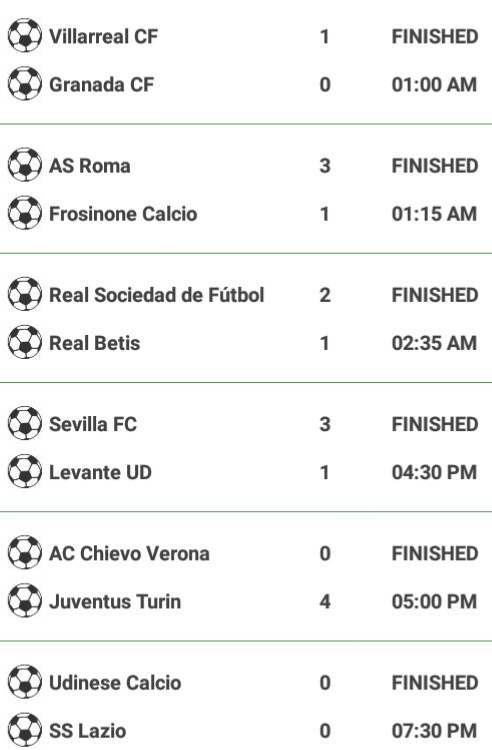 Villarreal CF 1 FINISHED
Granada CF 0 01:00 AM
AS Roma 3 FINISHED
Frosinone Calcio 1 01:15 AM
Real Sociedad de Fútbol 2 FINISHED
Real Betis 1 02:35 AM
Sevilla FC 3 FINISHED
Levante UD 1 04:30 PM
AC Chievo Verona 0 FINISHED
Juventus Turin 4 05:00 PM
Udinese Calcio 0 FINISHED
SS Lazio 0 07:30 PM